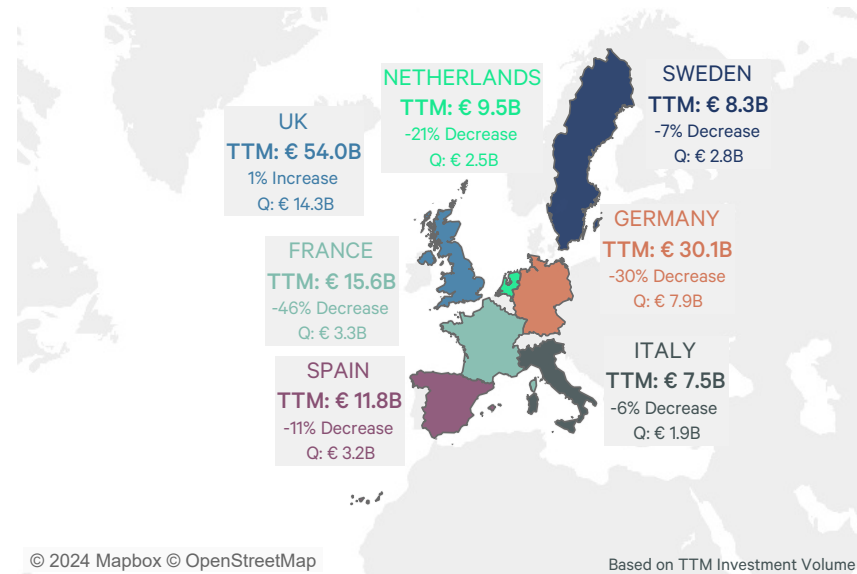 NETHERLANDS
TTM: € 9.5B
-21% Decrease
Q: € 2.5B
SWEDEN
TTM: € 8.3B
-7% Decrease
Q: € 2.8B
UK
TTM: € 54.0B
1% Increase
Q: € 14.3B
GERMANY
TTM: € 30.1B
-30% Decrease
Q: € 7.9B
FRANCE
TTM: € 15.6B
-46% Decrease
Q: € 3.3B
ITALY
TTM: € 7.5B
-6% Decrease
Q: € 1.9B
SPAIN
TTM: € 11.8B
-11% Decrease
Q: € 3.2B
© 2024 Mapbox © OpenStreetMap
Based on TTM Investment Volume